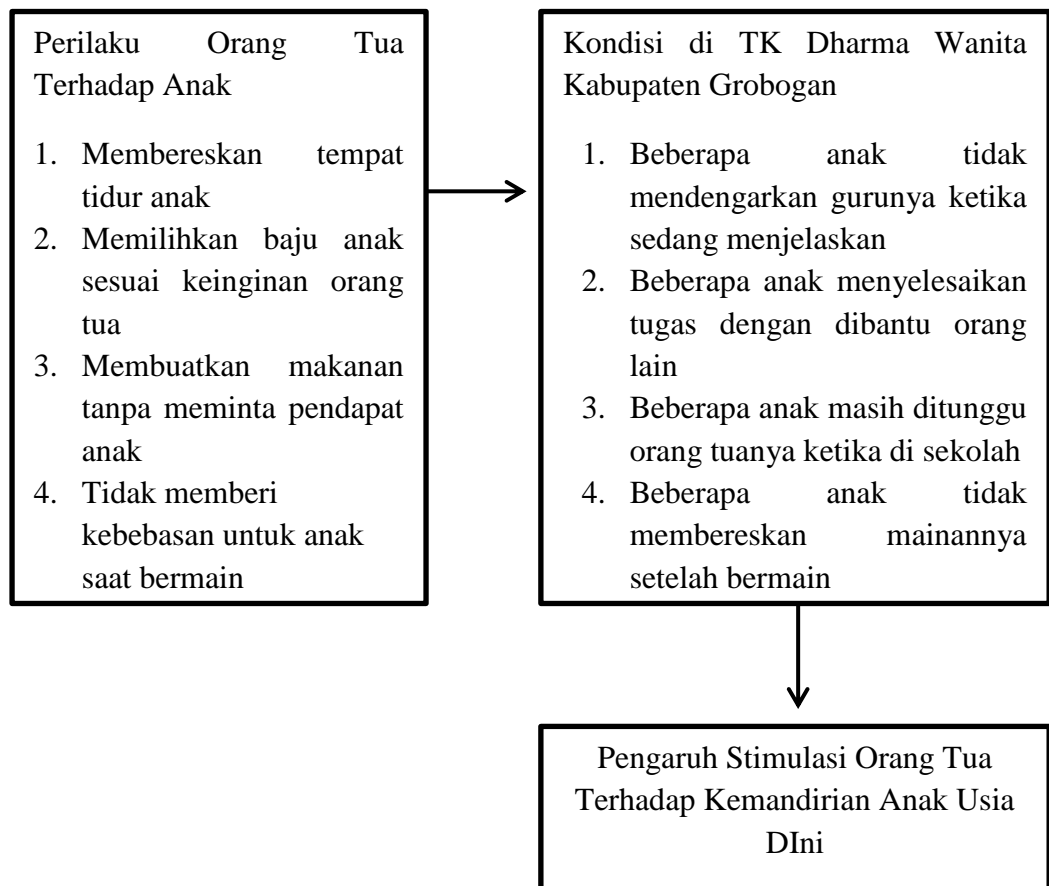 Perilaku Orang Tua
Terhadap Anak
1. Membereskan tempat
tidur anak
2. Memilihkan baju anak
sesuai keinginan orang
tua
3. Membuatkan makanan
tanpa meminta pendapat
anak
4. Tidak memberi
kebebasan untuk anak
saat bermain
Kondisi di TK Dharma Wanita
Kabupaten Grobogan
1. Beberapa anak tidak
mendengarkan gurunya ketika
sedang menjelaskan
2. Beberapa anak menyelesaikan
tugas dengan dibantu orang
lain
3. Beberapa anak masih ditunggu
orang tuanya ketika di sekolah
4. Beberapa anak tidak
membereskan mainannya
setelah bermain
Pengaruh Stimulasi Orang Tua
Terhadap Kemandirian Anak Usia
DIni